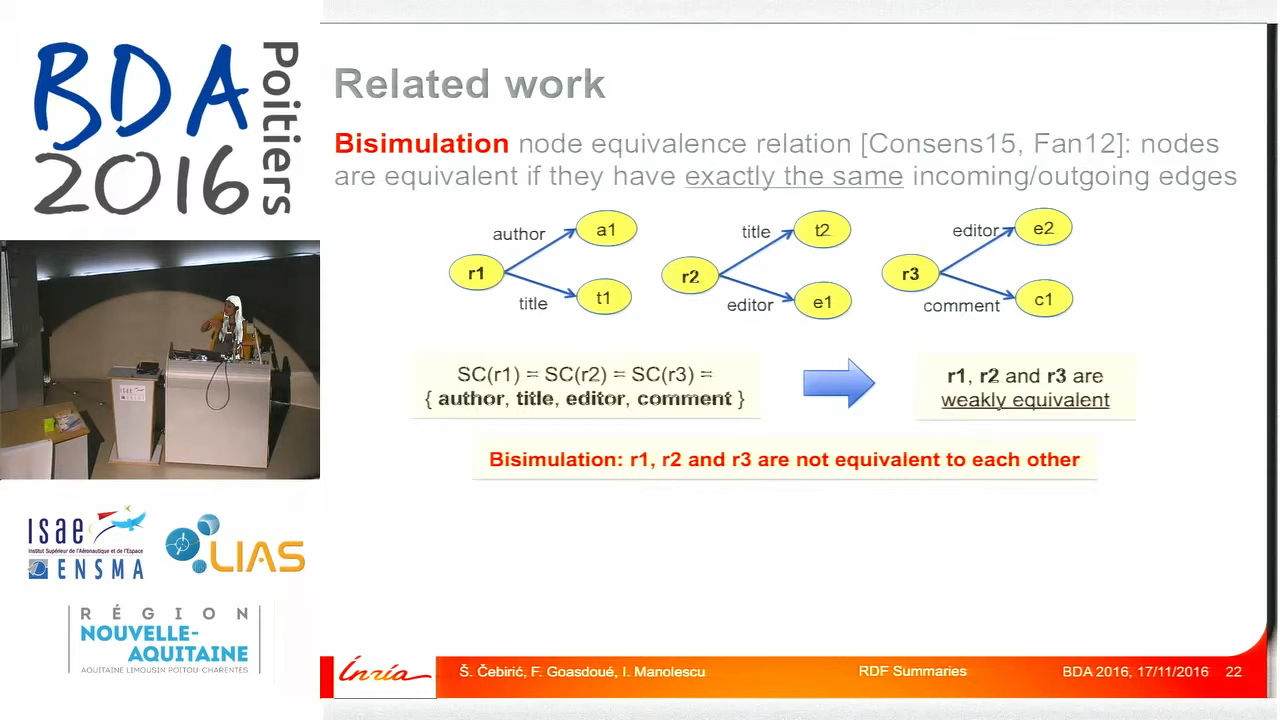 BDA
2016
Poitiers
isae
Institut Supérieur de l'Aéronautique et de l'Espace
ENSMA
LIAS
RÉGION
NOUVELLE-
AQUITAINE
AQUITAINE LIMOUSIN POITOU-CHARENTES
Related work
Bisimulation node equivalence relation [Consens15, Fan12]: nodes
are equivalent if they have exactly the same incoming/outgoing edges
author
a1
r1
title
t1
title
t2
r2
editor
e1
editor
e2
r3
comment
c1
SC(r1) = SC(r2) = SC(r3) =
{ author, title, editor, comment }
r1, r2 and r3 are
weakly equivalent
Bisimulation: r1, r2 and r3 are not equivalent to each other
Inria
Š. Čebirić, F. Goasdoué, I. Manolescu
RDF Summaries
BDA 2016, 17/11/2016
22